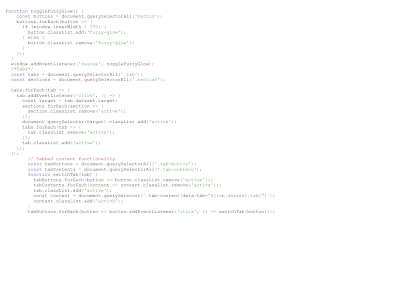 function toggleFurryGlow() {
const buttons = document.querySelectorAll('button');
buttons.forEach(button => {
if (window.innerWidth < 770) {
button.classList.add('furry-glow');
} else {
button.classList.remove('furry-glow');
}
});
}
window.addEventListener('resize', toggleFurryGlow);
/*Tabs*/
const tabs = document.querySelectorAll('.tab');
const sections = document.querySelectorAll('.section');
tabs.forEach(tab => {
tab.addEventListener('click', () => {
const target = tab.dataset.target;
sections.forEach(section => {
section.classList.remove('active');
});
document.querySelector(target).classList.add('active');
tabs.forEach(tab => {
tab.classList.remove('active');
});
tab.classList.add('active');
});
});
// Tabbed content functionality
const tabButtons = document.querySelectorAll('.tab-button');
const tabContents = document.querySelectorAll('.tab-content');
function switchTab(tab) {
tabButtons.forEach(button => button.classList.remove('active'));
tabContents.forEach(content => content.classList.remove('active'));
tab.classList.add('active');
const content = document.querySelector(`.tab-content[data-tab="${tab.dataset.tab}"]`);
content.classList.add('active');
}
tabButtons.forEach(button => button.addEventListener('click', () => switchTab(button)));